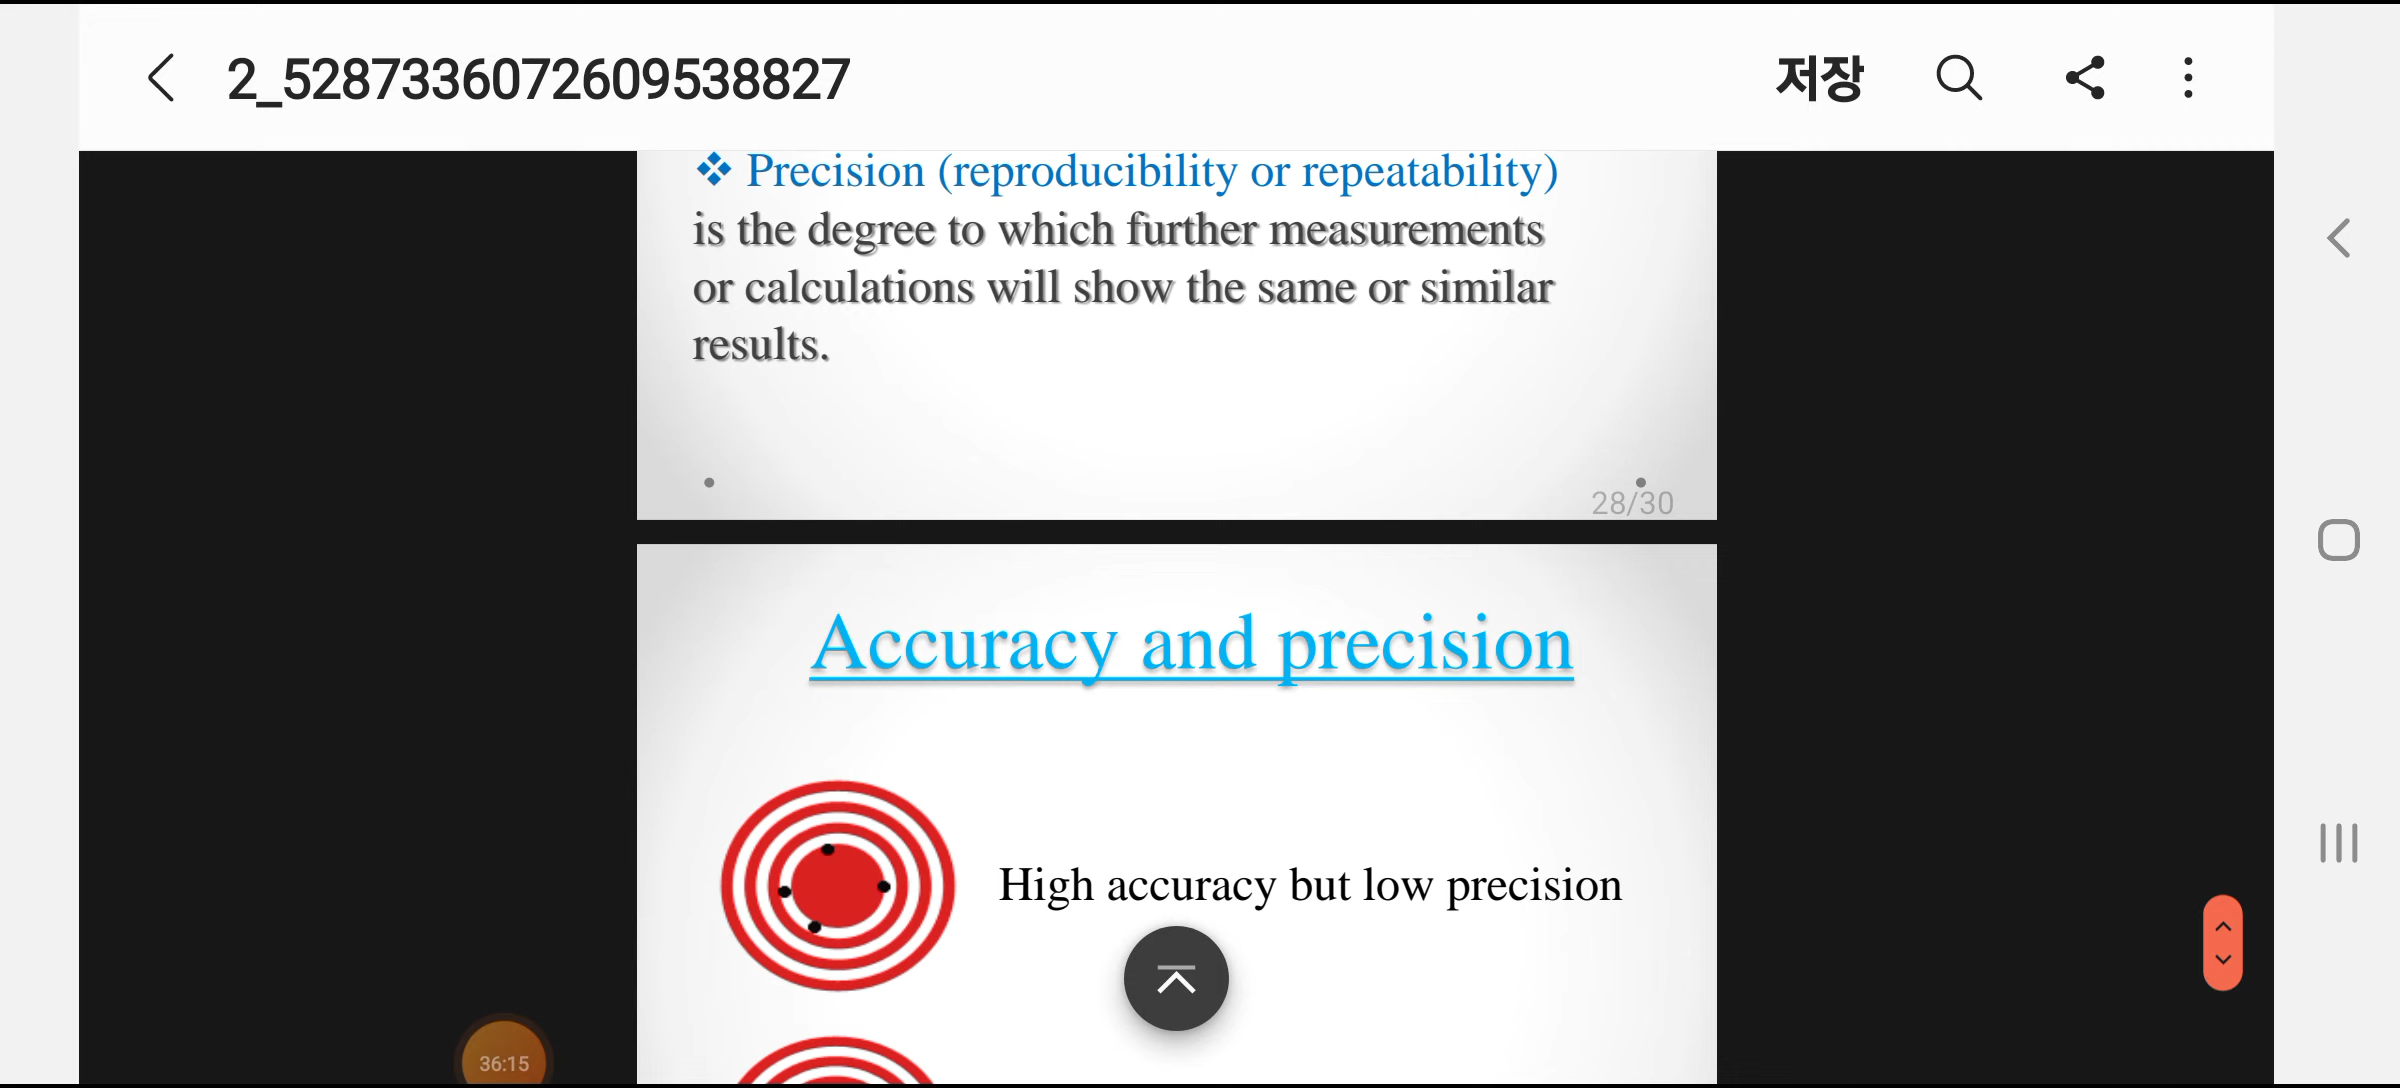 2_5287336072609538827
저장
❖ Precision (reproducibility or repeatability)
is the degree to which further measurements
or calculations will show the same or similar
results.
28/30
Accuracy and precision
High accuracy but low precision
36:15